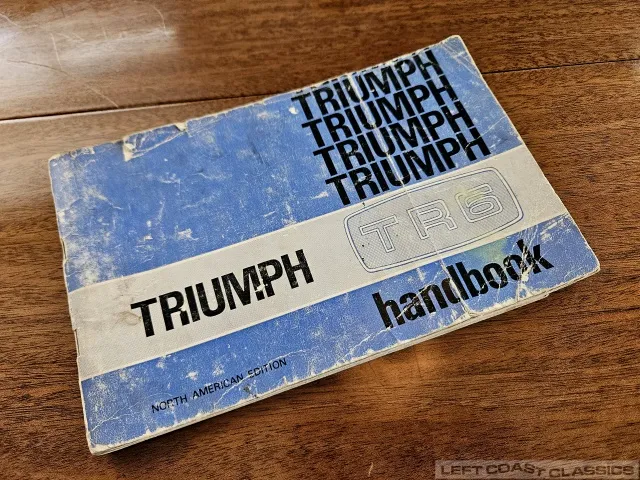 TRIUMPH
TRIUMPH
TRIUMPH
TRIUMPH
TR6
TRIUMPH
handbook
NORTH AMERICAN EDITION
LEFT COAST CLASSICS